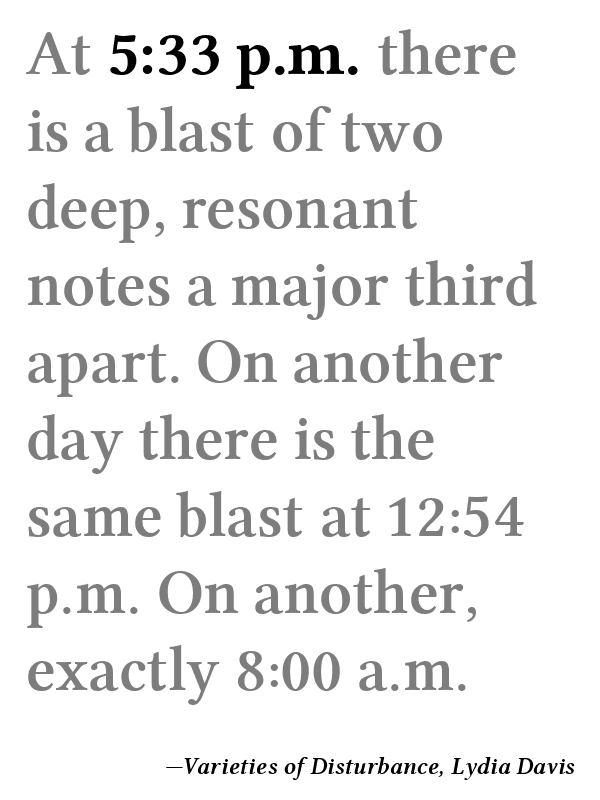 At 5:33 p.m. there
is a blast of two
deep, resonant
notes a major third
apart. On another
day there is the
same blast at 12:54
p.m. On another,
exactly 8:00 a.m.
—Varieties of Disturbance, Lydia Davis